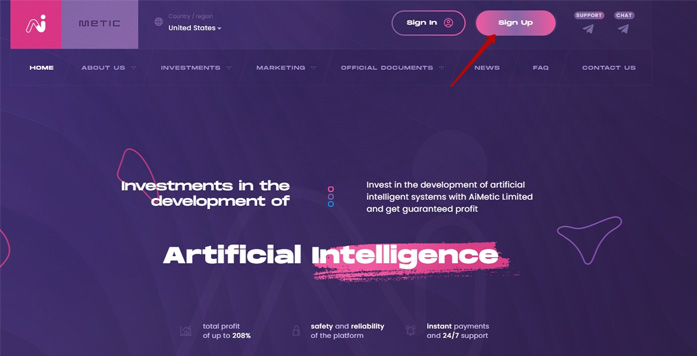 METIC
Country / region
United States
Sign In
Sign Up
SUPPORT
CHAT
HOME
ABOUT US
INVESTMENTS
MARKETING
OFFICIAL DOCUMENTS
NEWS
FAQ
CONTACT US
Investments in the
development of
Invest in the development of artificial
intelligent systems with AiMetic Limited
and get guaranteed profit
Artificial Intelligence
total profit
of up to 208%
safety and reliability
of the platform
instant payments
and 24/7 support